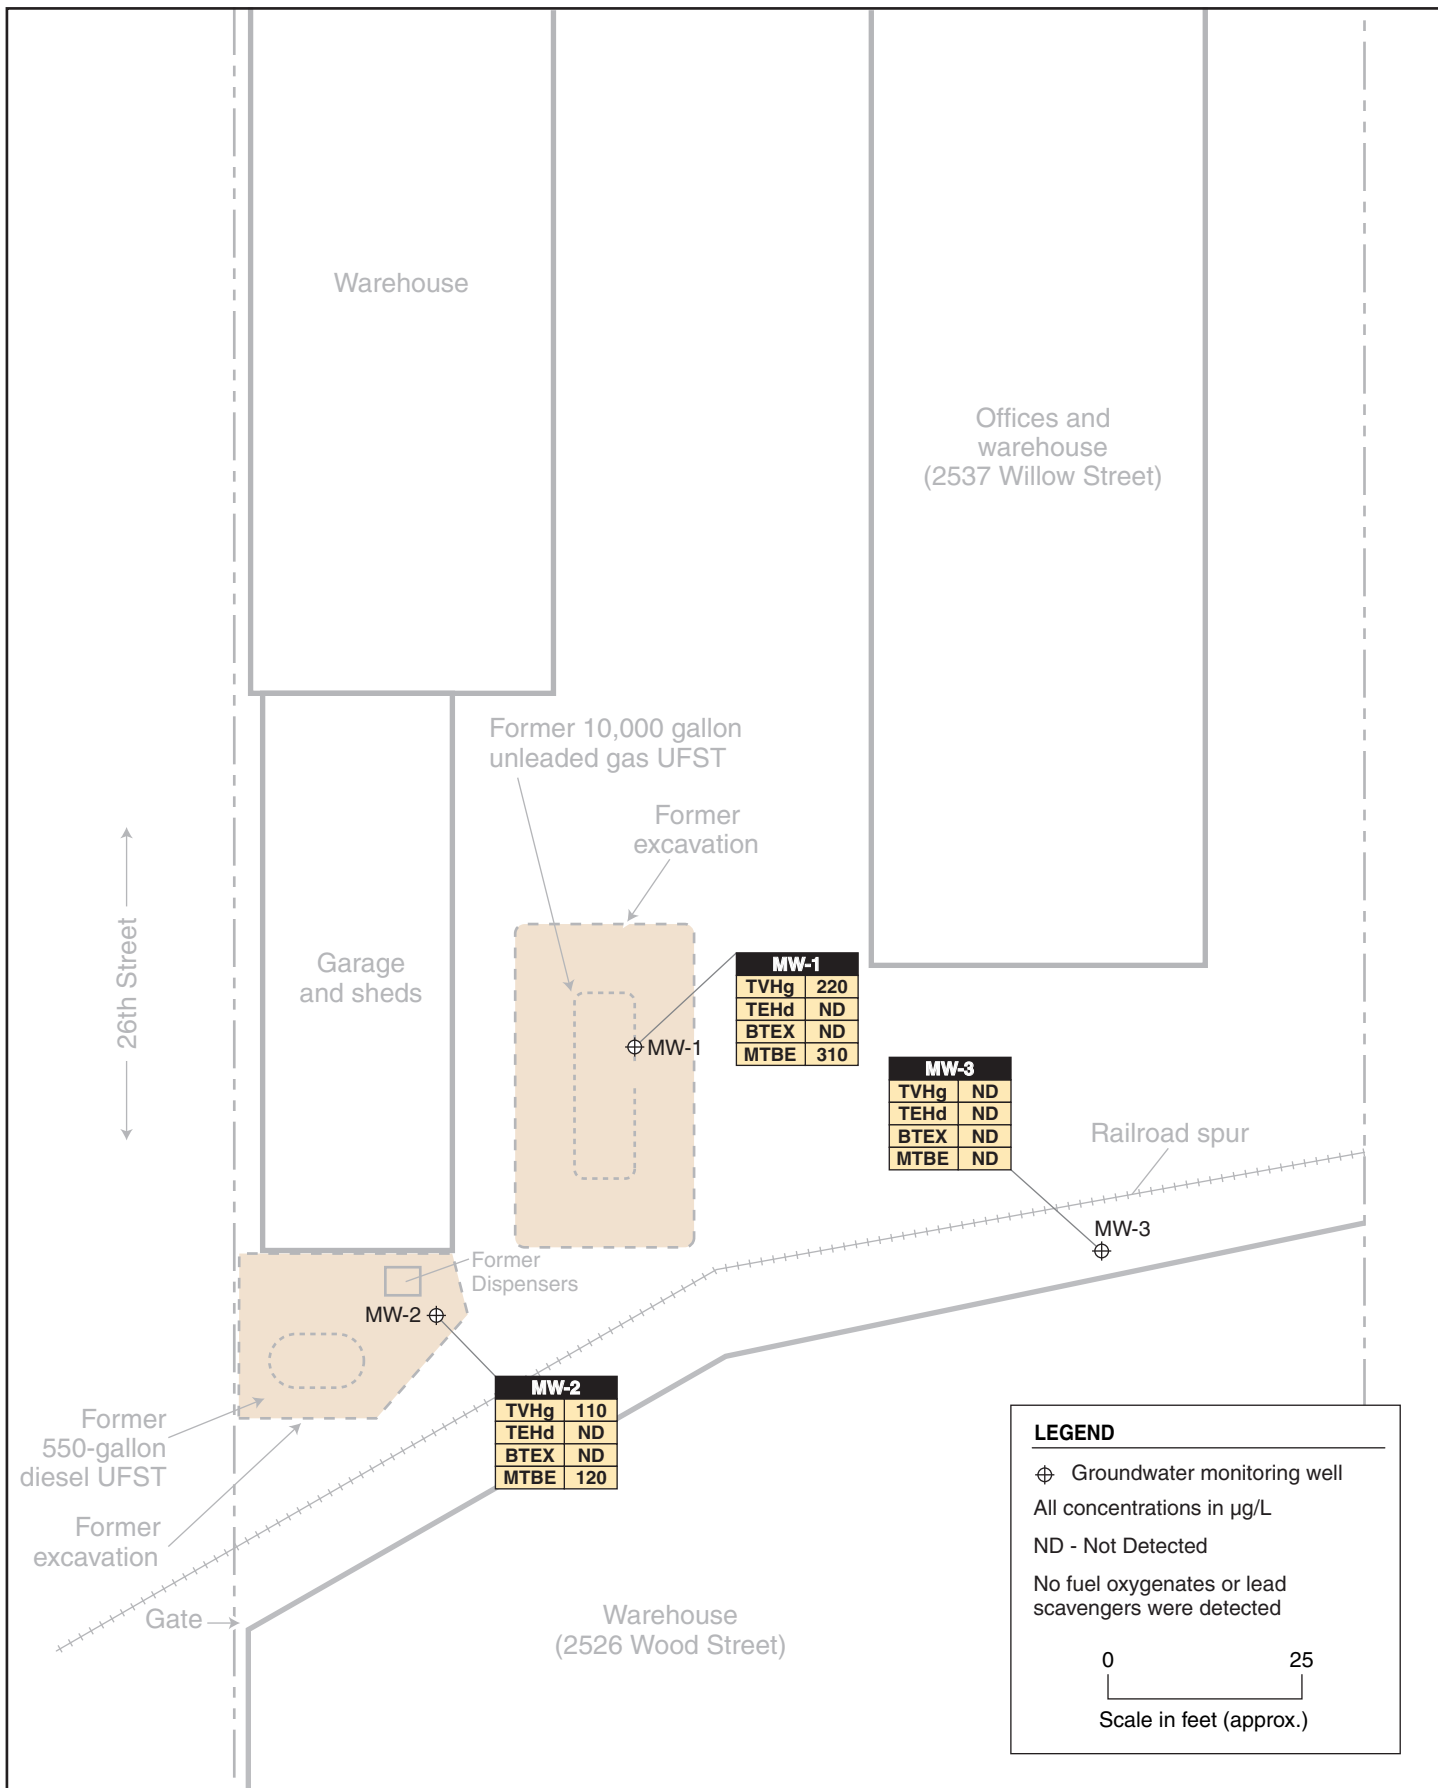 Warehouse
Offices and
warehouse
(2537 Willow Street)
Former 10,000 gallon
unleaded gas UFST
Former
excavation
26th Street
Garage
and sheds
MW-1
MW-1
TVHg 220
TEHd ND
BTEX ND
MTBE 310
MW-3
TVHg ND
TEHd ND
BTEX ND
MTBE ND
Railroad spur
MW-3
Former
Dispensers
MW-2
MW-2
TVHg 110
TEHd ND
BTEX ND
MTBE 120
Former
550-gallon
diesel UFST
Former
excavation
Gate
Warehouse
(2526 Wood Street)
LEGEND
Groundwater monitoring well
All concentrations in µg/L
ND - Not Detected
No fuel oxygenates or lead
scavengers were detected
0 25
Scale in feet (approx.)